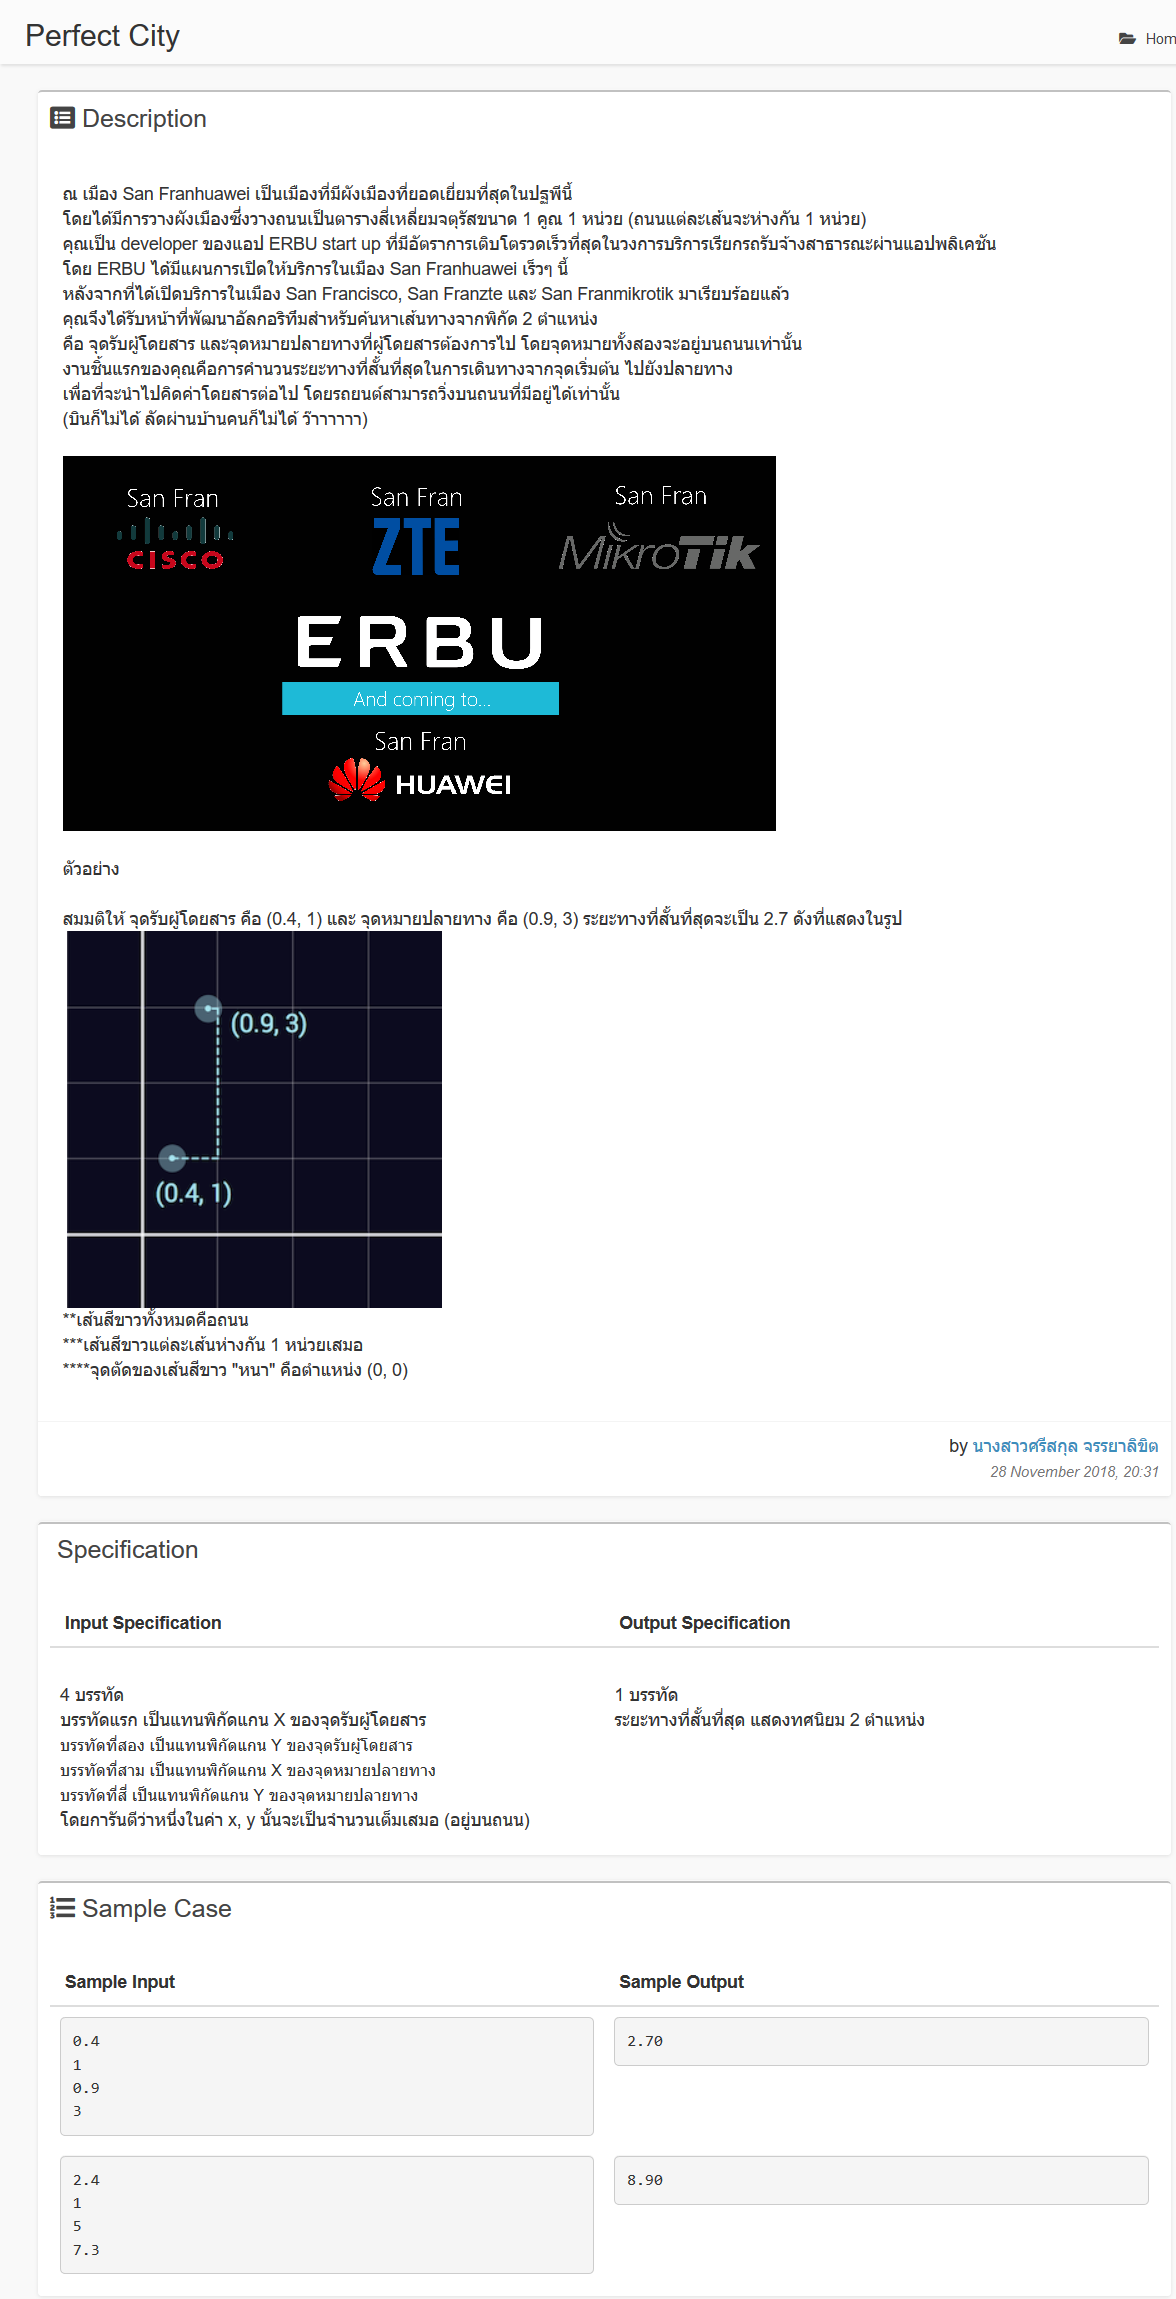 Perfect City
Hom
Description
ณ เมือง San Franhuawei เป็นเมืองที่มีผังเมืองที่ยอดเยี่ยมที่สุดในปฐพีนี้
โดยได้มีการวางผังเมืองซึ่งวางถนนเป็นตารางสี่เหลี่ยมจตุรัสขนาด 1 คูณ 1 หน่วย (ถนนแต่ละเส้นจะห่างกัน 1 หน่วย)
คุณเป็น developer ของแอป ERBU start up ที่มีอัตราการเติบโตรวดเร็วที่สุดในวงการบริการเรียกรถรับจ้างสาธารณะผ่านแอปพลิเคชัน
โดย ERBU ได้มีแผนการเปิดให้บริการในเมือง San Franhuawei เร็วๆ นี้
หลังจากที่ได้เปิดบริการในเมือง San Francisco, San Franzte และ San Franmikrotik มาเรียบร้อยแล้ว
คุณจึงได้รับหน้าที่พัฒนาอัลกอริทึมสำหรับค้นหาเส้นทางจากพิกัด 2 ตำแหน่ง
คือ จุดรับผู้โดยสาร และจุดหมายปลายทางที่ผู้โดยสารต้องการไป โดยจุดหมายทั้งสองจะอยู่บนถนนเท่านั้น
งานชิ้นแรกของคุณคือการคำนวนระยะทางที่สั้นที่สุดในการเดินทางจากจุดเริ่มต้น ไปยังปลายทาง
เพื่อที่จะนำไปคิดค่าโดยสารต่อไป โดยรถยนต์สามารถวิ่งบนถนนที่มีอยู่ได้เท่านั้น
(บินก็ไม่ได้ ลัดผ่านบ้านคนก็ไม่ได้ ว๊าาาาาา)
San Fran San Fran San Fran
CISCO ZTE MikroTik
ERBU
And coming to...
San Fran
HUAWEI
ตัวอย่าง
สมมติให้ จุดรับผู้โดยสาร คือ (0.4, 1) และ จุดหมายปลายทาง คือ (0.9, 3) ระยะทางที่สั้นที่สุดจะเป็น 2.7 ดังที่แสดงในรูป
(0.9, 3)
(0.4, 1)
**เส้นสีขาวทั้งหมดคือถนน
***เส้นสีขาวแต่ละเส้นห่างกัน 1 หน่วยเสมอ
****จุดตัดของเส้นสีขาว "หนา" คือตำแหน่ง (0, 0)
by นางสาวศรีสกุล จรรยาลิขิต
28 November 2018, 20:31
Specification
Input Specification Output Specification
4 บรรทัด
บรรทัดแรก เป็นแทนพิกัดแกน X ของจุดรับผู้โดยสาร
บรรทัดที่สอง เป็นแทนพิกัดแกน Y ของจุดรับผู้โดยสาร
บรรทัดที่สาม เป็นแทนพิกัดแกน X ของจุดหมายปลายทาง
บรรทัดที่สี่ เป็นแทนพิกัดแกน Y ของจุดหมายปลายทาง
โดยการันตีว่าหนึ่งในค่า x, y นั้นจะเป็นจำนวนเต็มเสมอ (อยู่บนถนน)
1 บรรทัด
ระยะทางที่สั้นที่สุด แสดงทศนิยม 2 ตำแหน่ง
Sample Case
Sample Input Sample Output
0.4
1
0.9
3
2.70
2.4
1
5
7.3
8.90